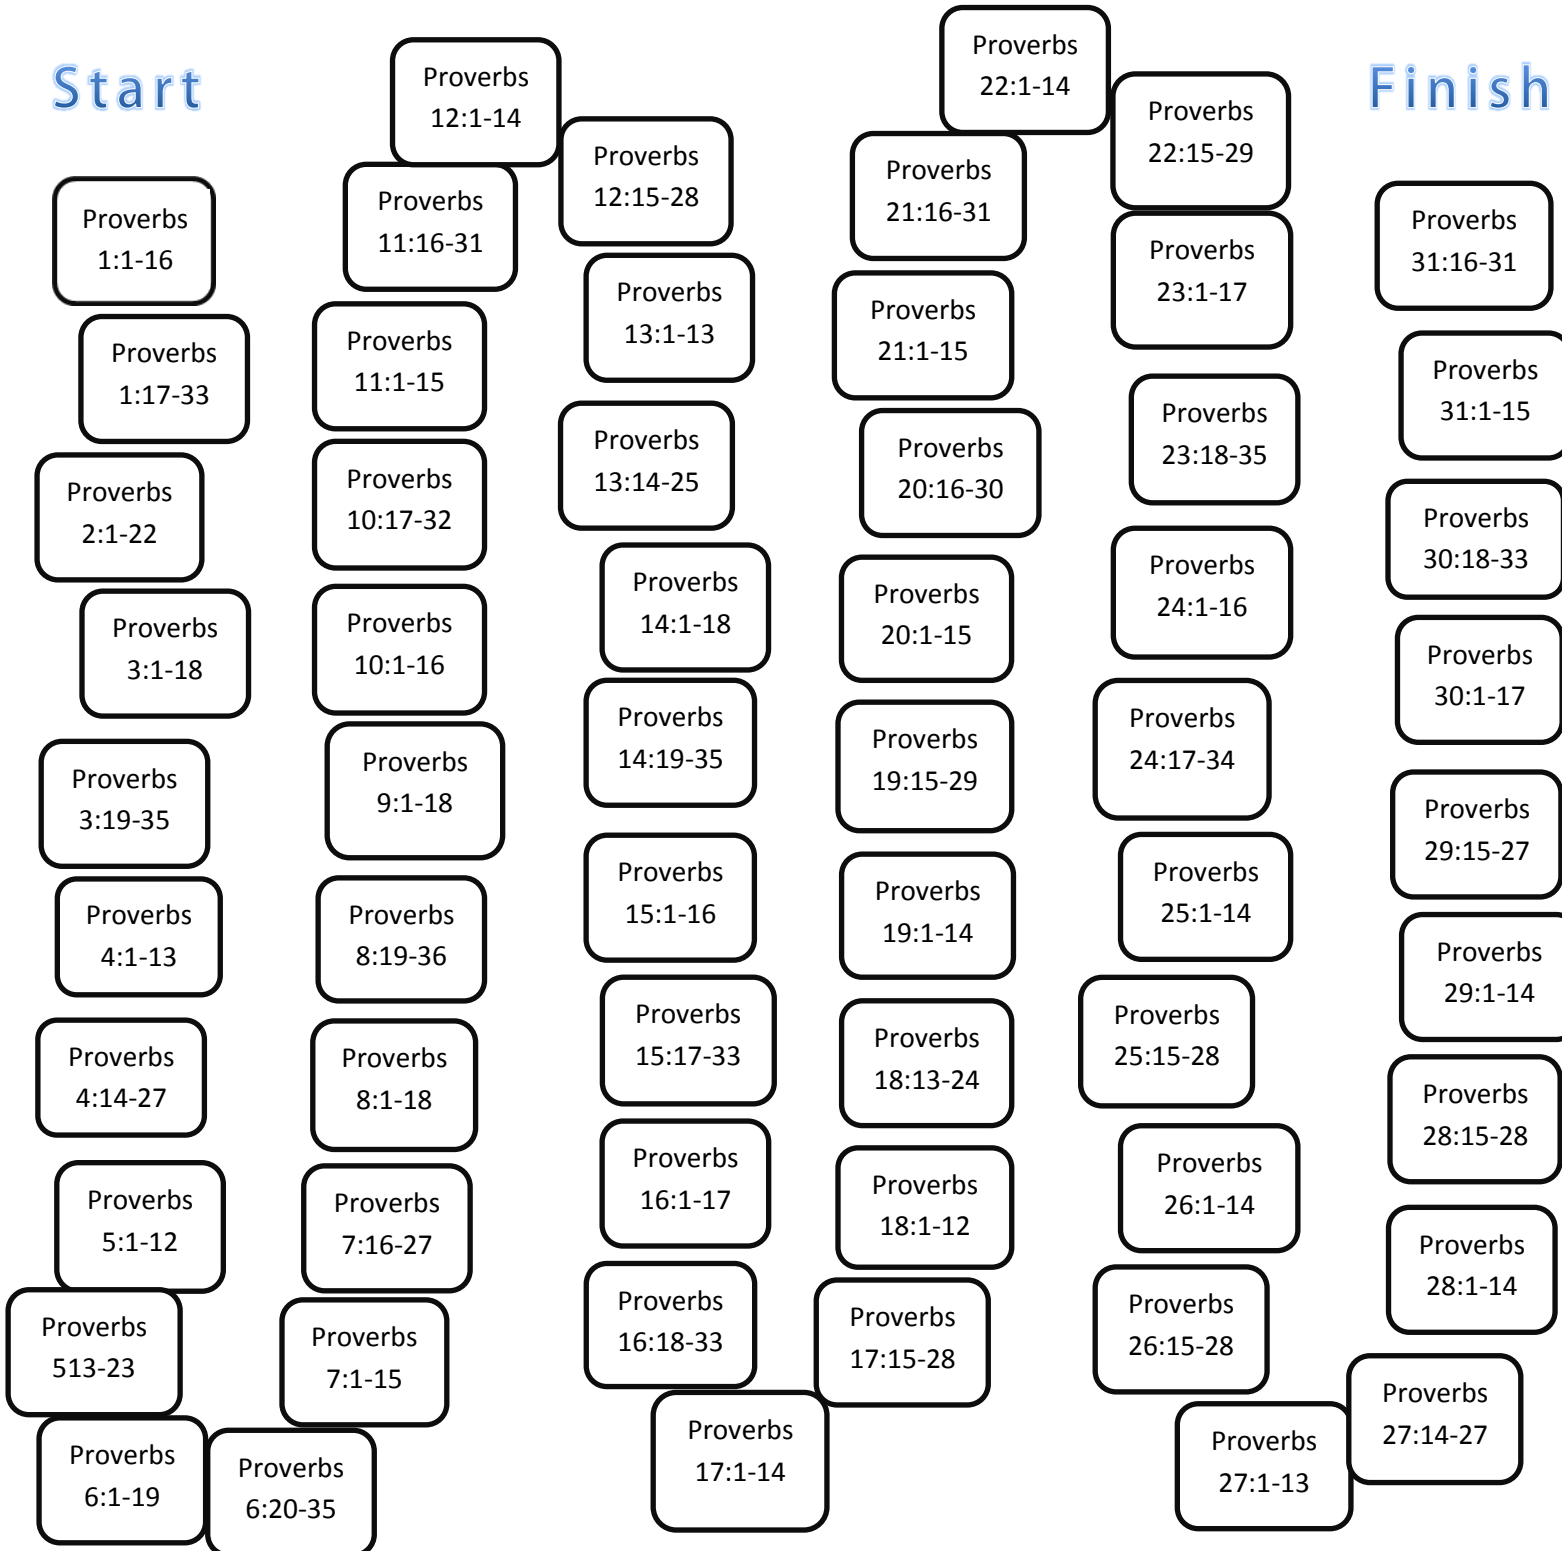 Start
Proverbs
1:1-16
Proverbs
1:17-33
Proverbs
2:1-22
Proverbs
3:1-18
Proverbs
3:19-35
Proverbs
4:1-13
Proverbs
4:14-27
Proverbs
5:1-12
Proverbs
513-23
Proverbs
6:1-19
Proverbs
6:20-35
Proverbs
7:1-15
Proverbs
7:16-27
Proverbs
8:1-18
Proverbs
8:19-36
Proverbs
9:1-18
Proverbs
10:1-16
Proverbs
10:17-32
Proverbs
11:1-15
Proverbs
11:16-31
Proverbs
12:1-14
Proverbs
12:15-28
Proverbs
13:1-13
Proverbs
13:14-25
Proverbs
14:1-18
Proverbs
14:19-35
Proverbs
15:1-16
Proverbs
15:17-33
Proverbs
16:1-17
Proverbs
16:18-33
Proverbs
17:1-14
Proverbs
17:15-28
Proverbs
18:1-12
Proverbs
18:13-24
Proverbs
19:1-14
Proverbs
19:15-29
Proverbs
20:1-15
Proverbs
20:16-30
Proverbs
21:1-15
Proverbs
21:16-31
Proverbs
22:1-14
Proverbs
22:15-29
Proverbs
23:1-17
Proverbs
23:18-35
Proverbs
24:1-16
Proverbs
24:17-34
Proverbs
25:1-14
Proverbs
25:15-28
Proverbs
26:1-14
Proverbs
26:15-28
Proverbs
27:1-13
Proverbs
27:14-27
Proverbs
28:1-14
Proverbs
28:15-28
Proverbs
29:1-14
Proverbs
29:15-27
Proverbs
30:1-17
Proverbs
30:18-33
Proverbs
31:1-15
Proverbs
31:16-31
Finish